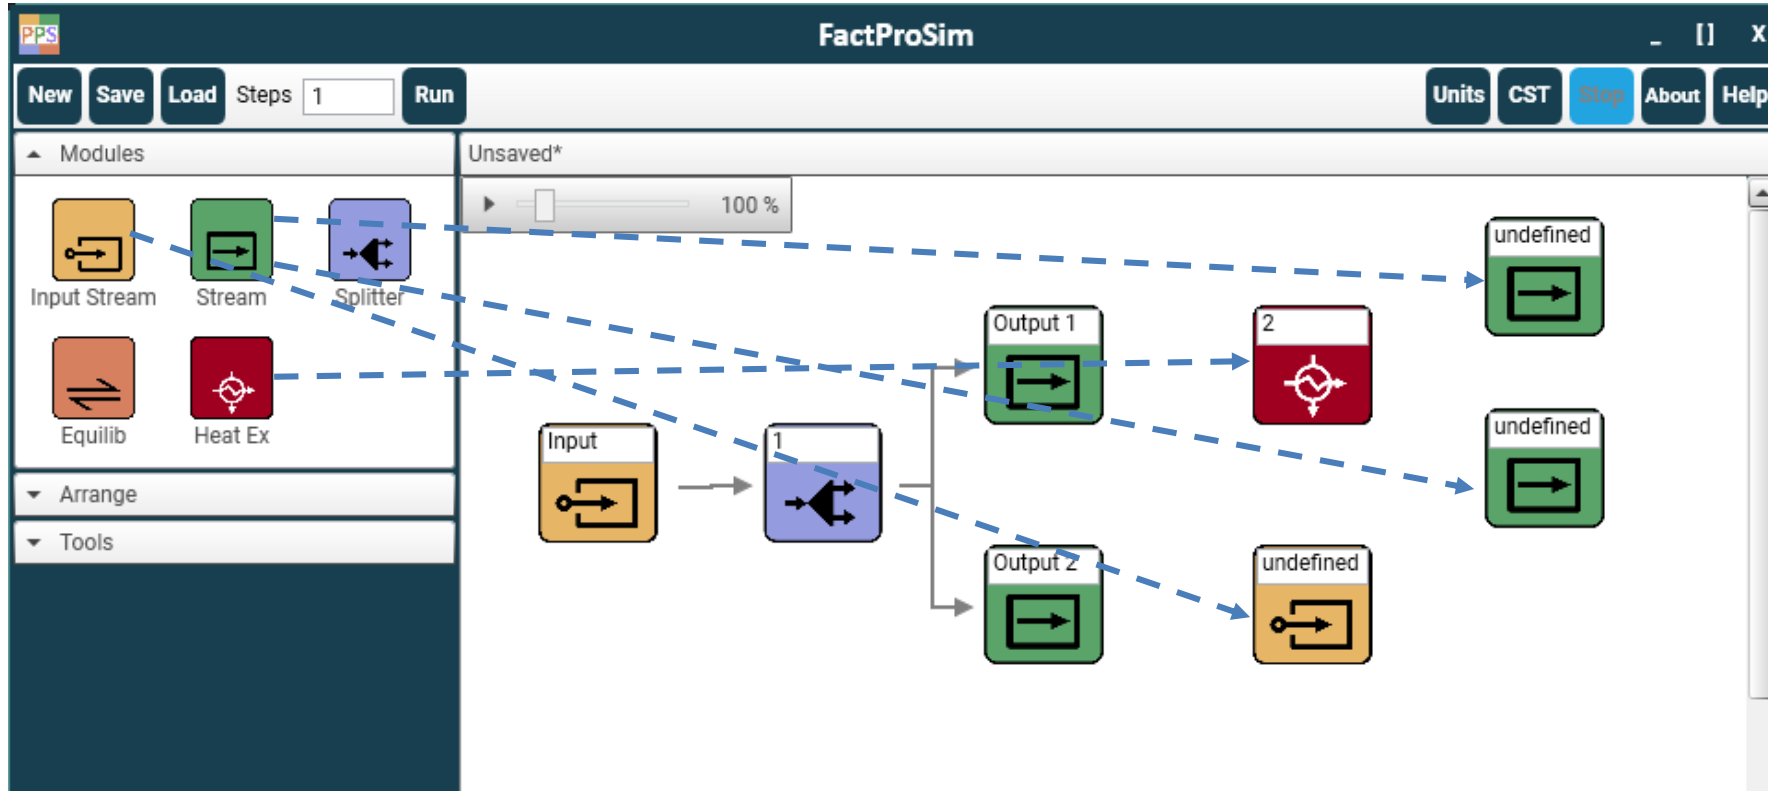 PPS FactProSim _ [] X
New Save Load Steps 1 Run Units CST Stop About Help
Modules
Unsaved*
100 %
Input Stream Stream Splitter
Equilib Heat Ex
Arrange
Tools
undefined
Output 1
2
undefined
Input
1
Output 2
undefined